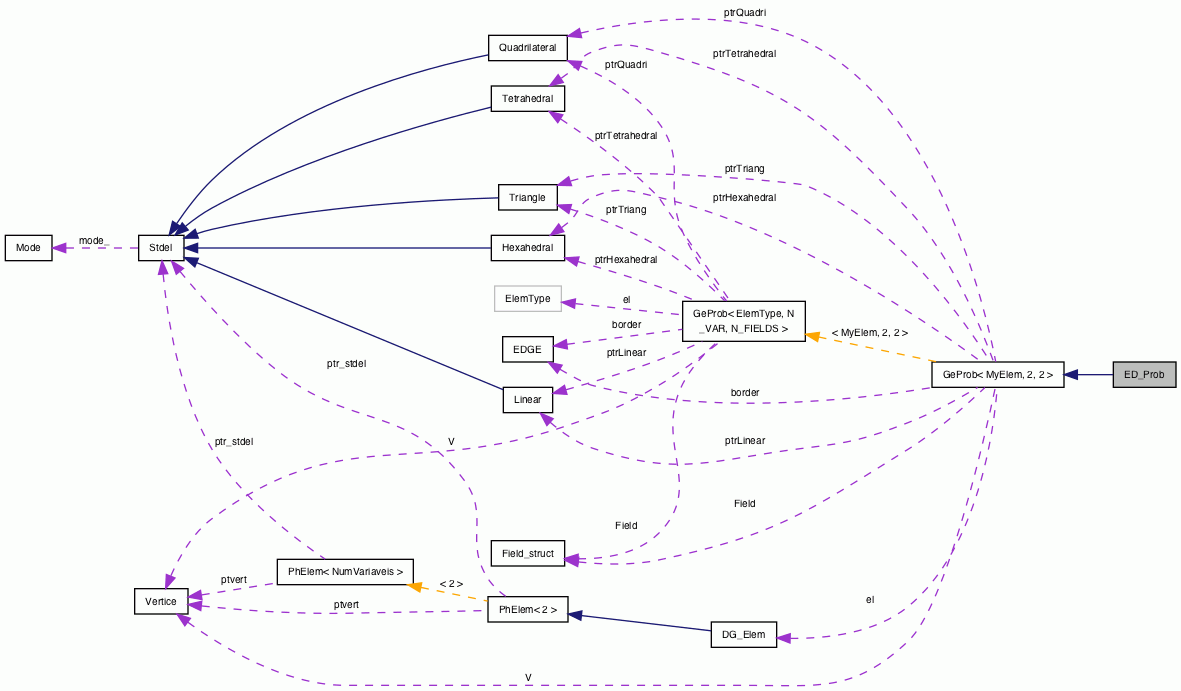 ptrQuadri
Quadrilateral
ptrTetrahedral
ptrQuadri
Tetrahedral
ptrTetrahedral
ptrTriang
Triangle
ptrHexahedral
ptrTriang
Mode
mode_
Stdel
Hexahedral
ptrHexahedral
ElemType
el
GeProb< ElemType, N
_VAR, N_FIELDS >
border
< MyElem, 2, 2 >
EDGE
ptrLinear
ptr_stdel
GeProb< MyElem, 2, 2 >
ED_Prob
Linear
border
ptr_stdel
V
ptrLinear
Field
Field
Field_struct
PhElem< NumVariaveis >
ptvert
< 2 >
Vertice
ptvert
PhElem< 2 >
el
DG_Elem
V